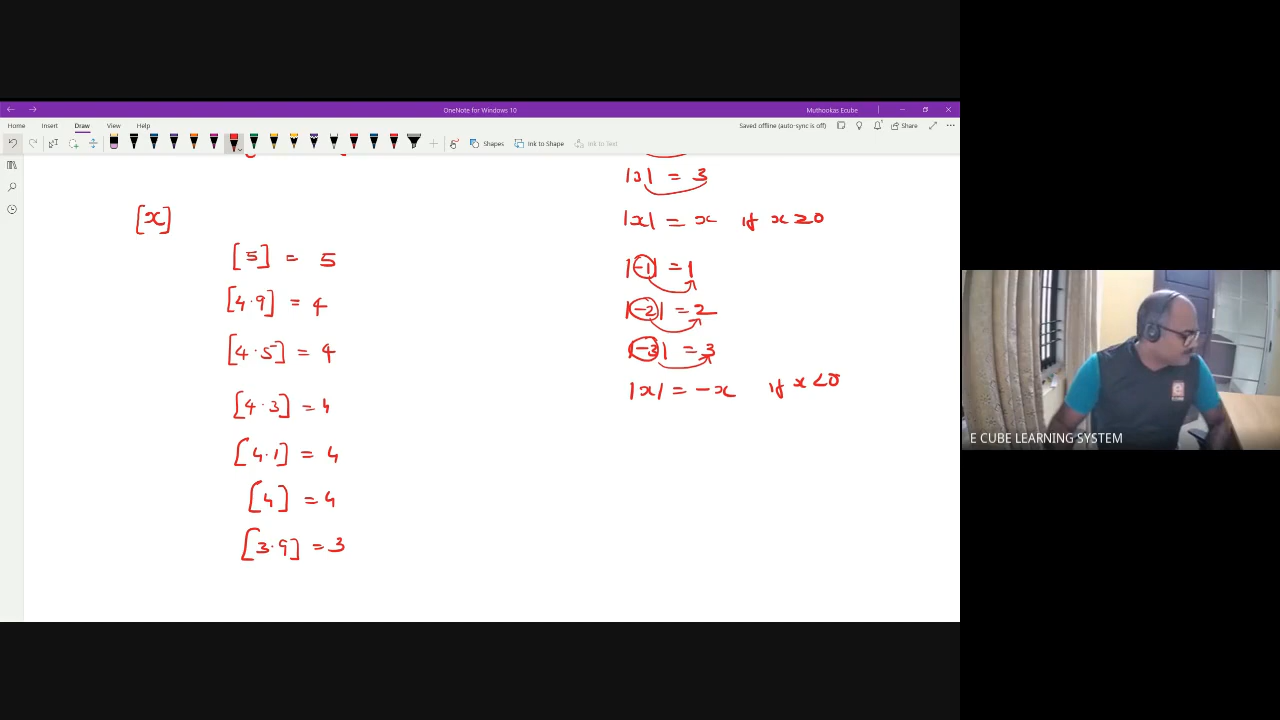 OneNote for Windows 10
Muthookas Ecube
Home Insert Draw View Help
Saved offline (auto-sync is off)
Share
Shapes
Ink to Shape
Ink to Text
[x]
[5] = 5
[4.9] = 4
[4.5] = 4
[4.3] = 4
[4.1] = 4
[4] = 4
[3.9] = 3
|3| = 3
|x| = x if x ≥ 0
|-1| = 1
|-2| = 2
|-3| = 3
|x| = -x if x < 0
E CUBE LEARNING SYSTEM